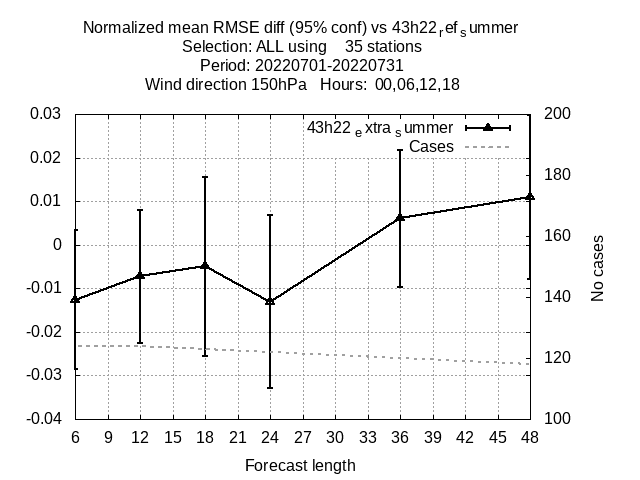 Normalized mean RMSE diff (95% conf) vs 43h22refsummer
Selection: ALL using 35 stations
Period: 20220701-20220731
Wind direction 150hPa Hours: 00,06,12,18
43h22extrasummer
Cases
0.03
0.02
0.01
0
-0.01
-0.02
-0.03
-0.04
200
180
160
140
120
100
No cases
6 9 12 15 18 21 24 27 30 33 36 39 42 45 48
Forecast length